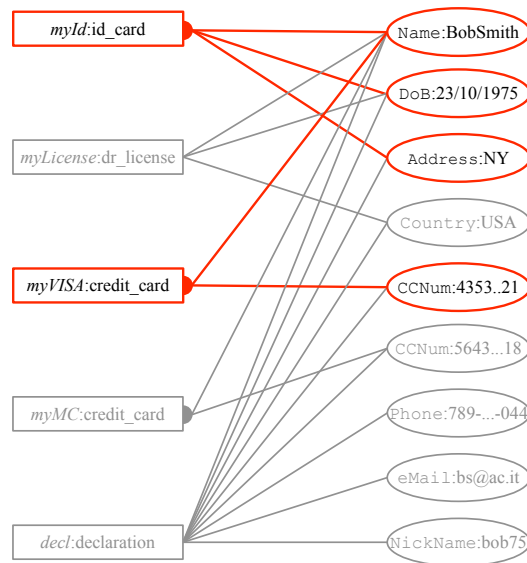 myId:id_card
Name:BobSmith
DoB:23/10/1975
myLicense:dr_license
Address:NY
Country:USA
myVISA:credit_card
CCNum:4353..21
CCNum:5643...18
myMC:credit_card
Phone:789-...-044
eMail:bs@ac.it
decl:declaration
NickName:bob75